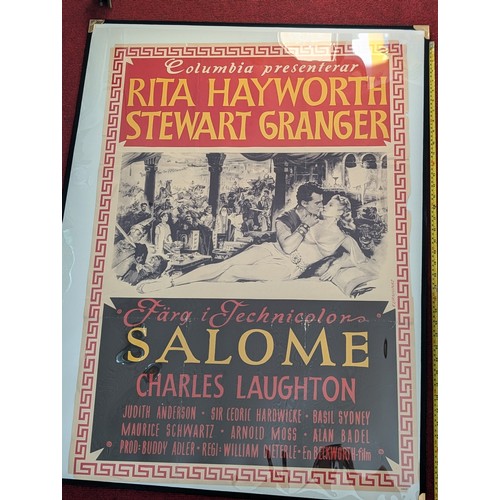 Columbia presenterar
RITA HAYWORTH
STEWART GRANGER
Färg i Technicolor
SALOME
CHARLES LAUGHTON
JUDITH ANDERSON • SIR CEDRIC HARDWICKE • BASIL SYDNEY
MAURICE SCHWARTZ • ARNOLD MOSS • ALAN BADEL
PROD: BUDDY ADLER • REGI: WILLIAM DIETERLE • En BECKWORTH-film